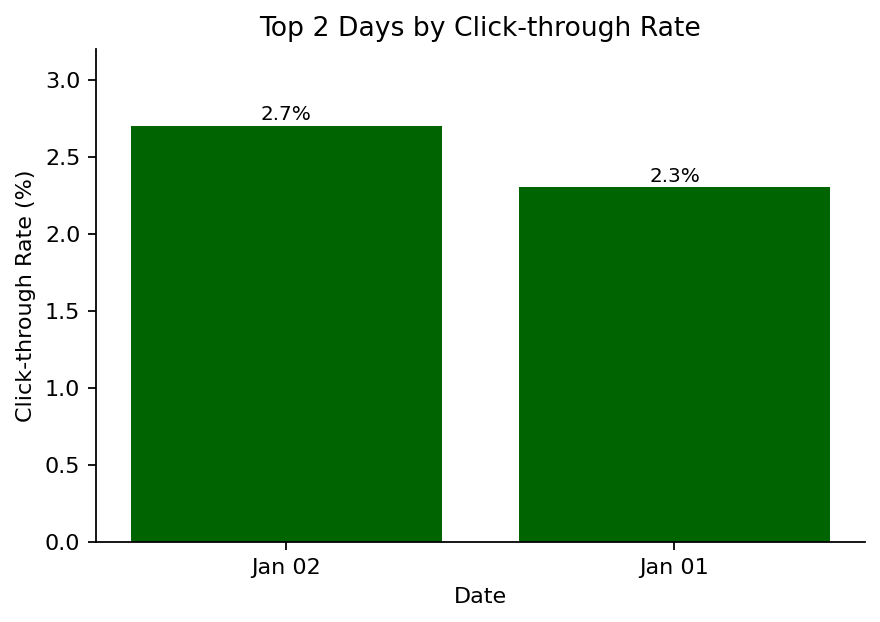 Top 2 Days by Click-through Rate
Click-through Rate (%)
3.0
2.5
2.0
1.5
1.0
0.5
0.0
2.7%
2.3%
Jan 02
Jan 01
Date